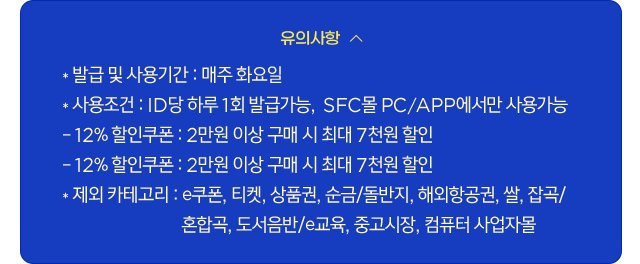 유의사항
* 발급 및 사용기간 : 매주 화요일
* 사용조건 : ID당 하루 1회 발급가능, SFC몰 PC/APP에서만 사용가능
- 12% 할인쿠폰 : 2만원 이상 구매 시 최대 7천원 할인
- 12% 할인쿠폰 : 2만원 이상 구매 시 최대 7천원 할인
* 제외 카테고리 : e쿠폰, 티켓, 상품권, 순금/돌반지, 해외항공권, 쌀, 잡곡/
혼합곡, 도서음반/e교육, 중고시장, 컴퓨터 사업자몰